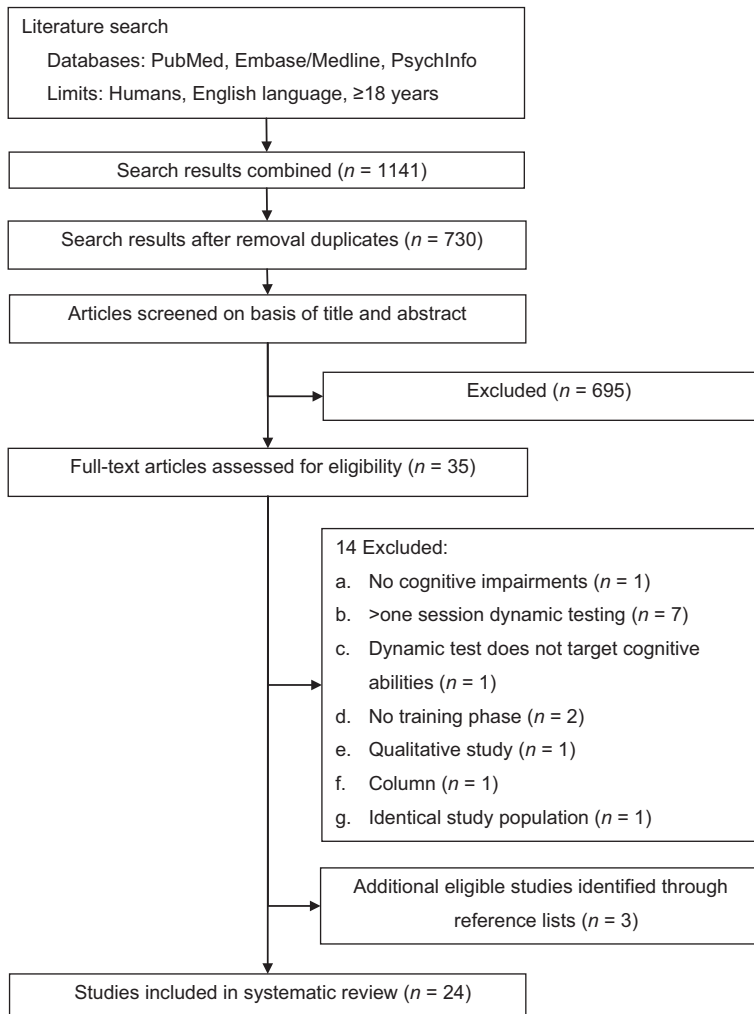 Literature search
Databases: PubMed, Embase/Medline, PsychInfo
Limits: Humans, English language, ≥18 years
Search results combined (n = 1141)
Search results after removal duplicates (n = 730)
Articles screened on basis of title and abstract
Excluded (n = 695)
Full-text articles assessed for eligibility (n = 35)
14 Excluded:
a. No cognitive impairments (n = 1)
b. >one session dynamic testing (n = 7)
c. Dynamic test does not target cognitive
abilities (n = 1)
d. No training phase (n = 2)
e. Qualitative study (n = 1)
f. Column (n = 1)
g. Identical study population (n = 1)
Additional eligible studies identified through
reference lists (n = 3)
Studies included in systematic review (n = 24)